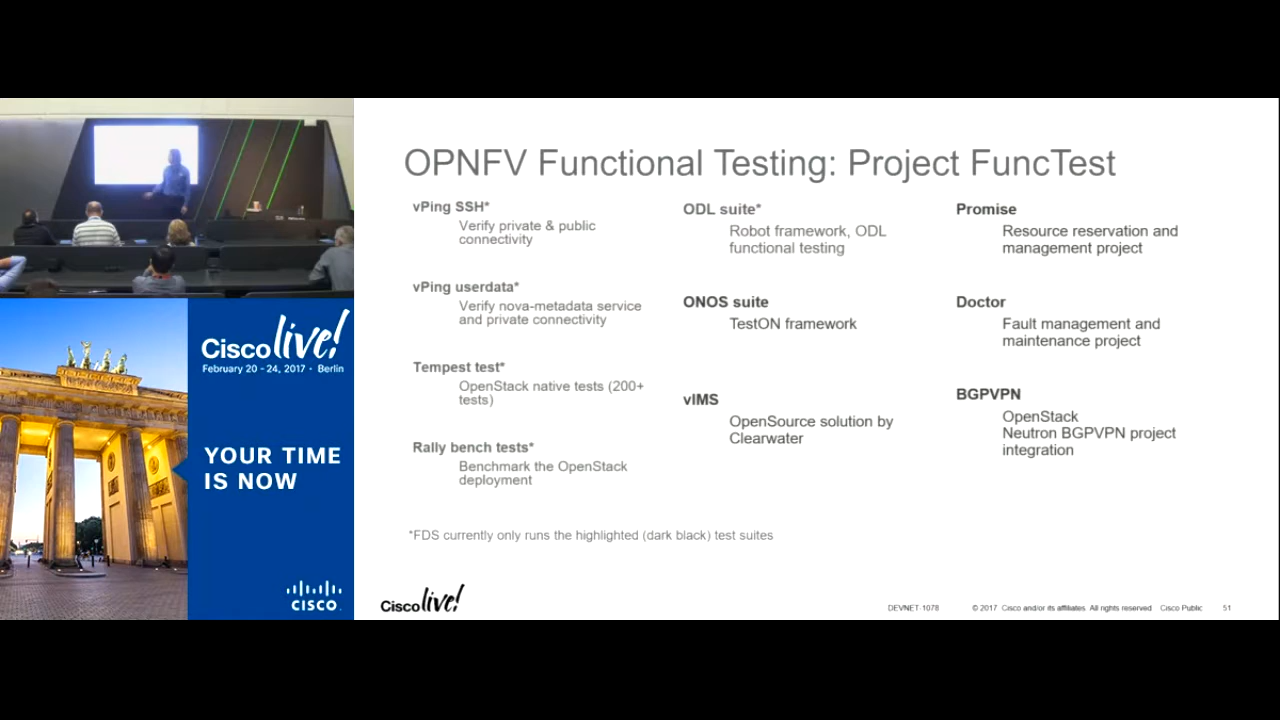 OPNFV Functional Testing: Project FuncTest
vPing SSH*
Verify private & public
connectivity
vPing userdata*
Verify nova-metadata service
and private connectivity
Tempest test*
OpenStack native tests (200+
tests)
Rally bench tests*
Benchmark the OpenStack
deployment
ODL suite*
Robot framework, ODL
functional testing
ONOS suite
TestON framework
vIMS
OpenSource solution by
Clearwater
Promise
Resource reservation and
management project
Doctor
Fault management and
maintenance project
BGPVPN
OpenStack
Neutron BGPVPN project
integration
*FDS currently only runs the highlighted (dark black) test suites
Cisco live!
DEVNET-1078
© 2017 Cisco and/or its affiliates. All rights reserved. Cisco Public
51
Cisco live!
February 20 - 24, 2017 · Berlin
YOUR TIME
IS NOW
CISCO